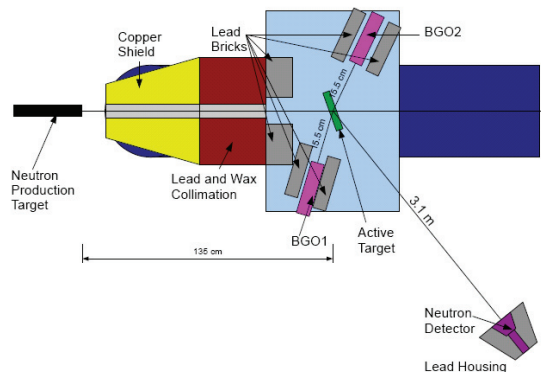 Copper
Shield
Lead
Bricks
BGO2
15.5 cm
15.5 cm
Neutron
Production
Target
Lead and Wax
Collimation
BGO1
Active
Target
135 cm
3.1 m
Neutron
Detector
Lead Housing